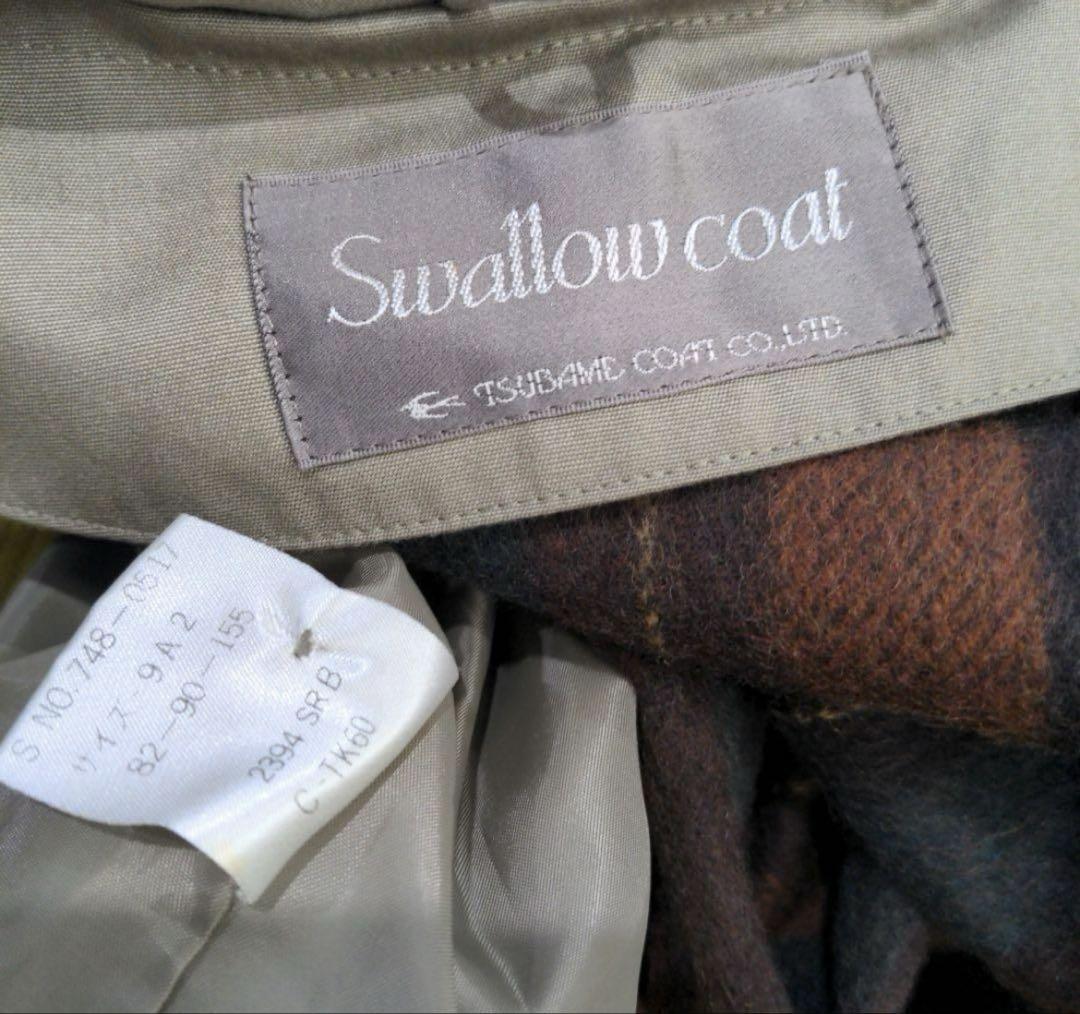 Swallow coat
TSUBAME COAT CO.,LTD.
S NO.748-0517
サイズ-9A2
82-90-155
2394 SRB
C-TK60